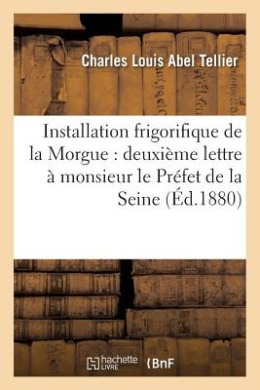 Charles Louis Abel Tellier
Installation frigorifique de la Morgue : deuxième lettre à monsieur le Préfet de la Seine (Éd.1880)
hachette
LIVRE
{BnF